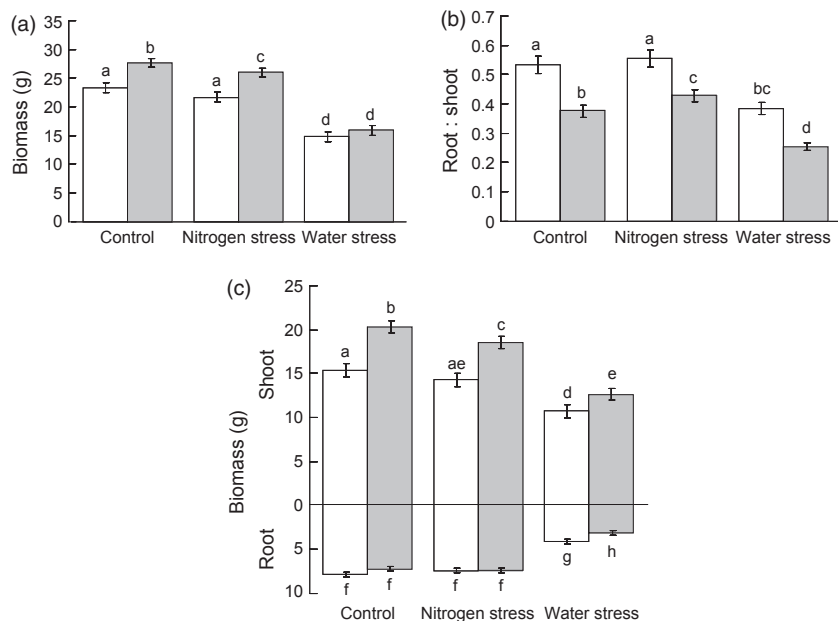 (a)
Biomass (g)
35
30
25
20
15
10
5
0
a
b
a
c
d
d
Control
Nitrogen stress
Water stress
(b)
Root : shoot
0.7
0.6
0.5
0.4
0.3
0.2
0.1
0
a
b
a
c
bc
d
Control
Nitrogen stress
Water stress
(c)
Biomass (g)
Shoot
Root
25
20
15
10
5
0
5
10
a
b
ae
c
d
e
f
f
f
f
g
h
Control
Nitrogen stress
Water stress